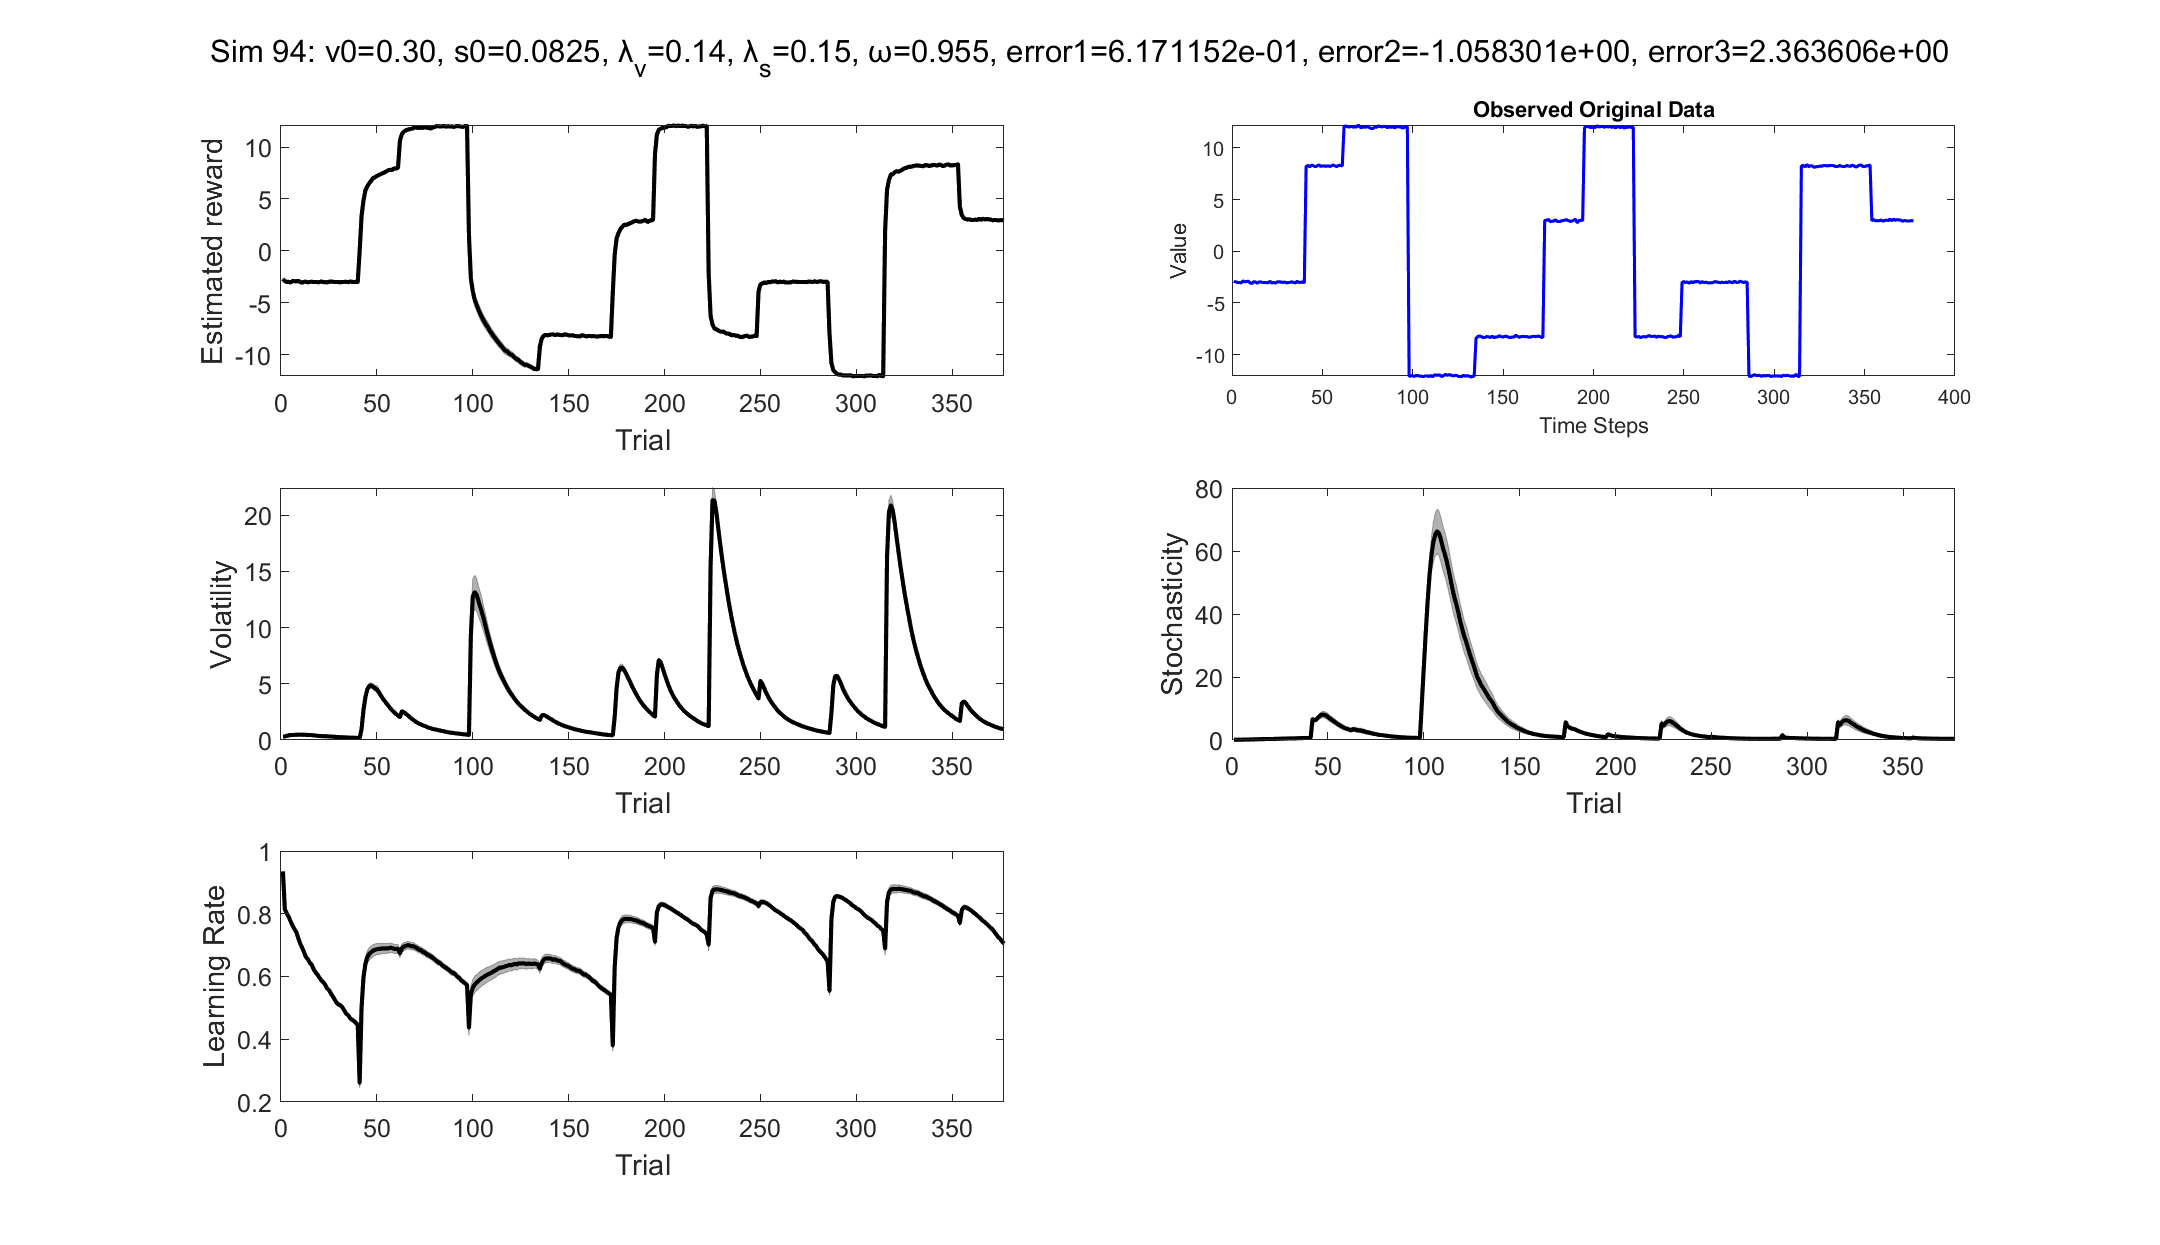 Sim 94: v0=0.30, s0=0.0825, λv=0.14, λs=0.15, ω=0.955, error1=6.171152e-01, error2=-1.058301e+00, error3=2.363606e+00
Estimated reward
10
5
0
-5
-10
0 50 100 150 200 250 300 350
Trial
Observed Original Data
Value
10
5
0
-5
-10
0 50 100 150 200 250 300 350 400
Time Steps
Volatility
20
15
10
5
0
0 50 100 150 200 250 300 350
Trial
Stochasticity
80
60
40
20
0
0 50 100 150 200 250 300 350
Trial
Learning Rate
1
0.8
0.6
0.4
0.2
0 50 100 150 200 250 300 350
Trial